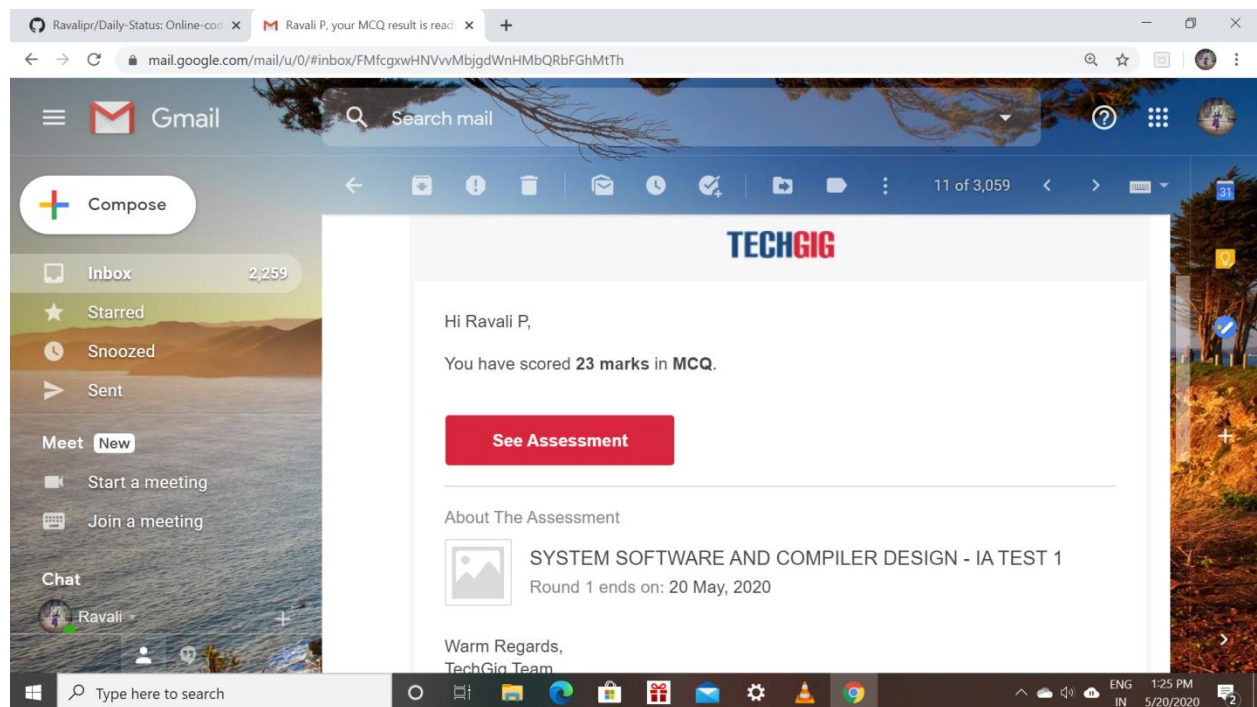 Ravalipr/Daily-Status: Online-cod
Ravali P, your MCQ result is read
mail.google.com/mail/u/0/#inbox/FMfcgxwHNVvvMbjgdWnHMbQRbFGhMtTh
Gmail
Search mail
Compose
11 of 3,059
31
TECHGIG
Inbox 2,259
Starred
Snoozed
Sent
Meet New
Start a meeting
Join a meeting
Chat
Ravali
Hi Ravali P,
You have scored 23 marks in MCQ.
See Assessment
About The Assessment
SYSTEM SOFTWARE AND COMPILER DESIGN - IA TEST 1
Round 1 ends on: 20 May, 2020
Warm Regards,
TechGig Team
Type here to search
ENG 1:25 PM
IN 5/20/2020
2